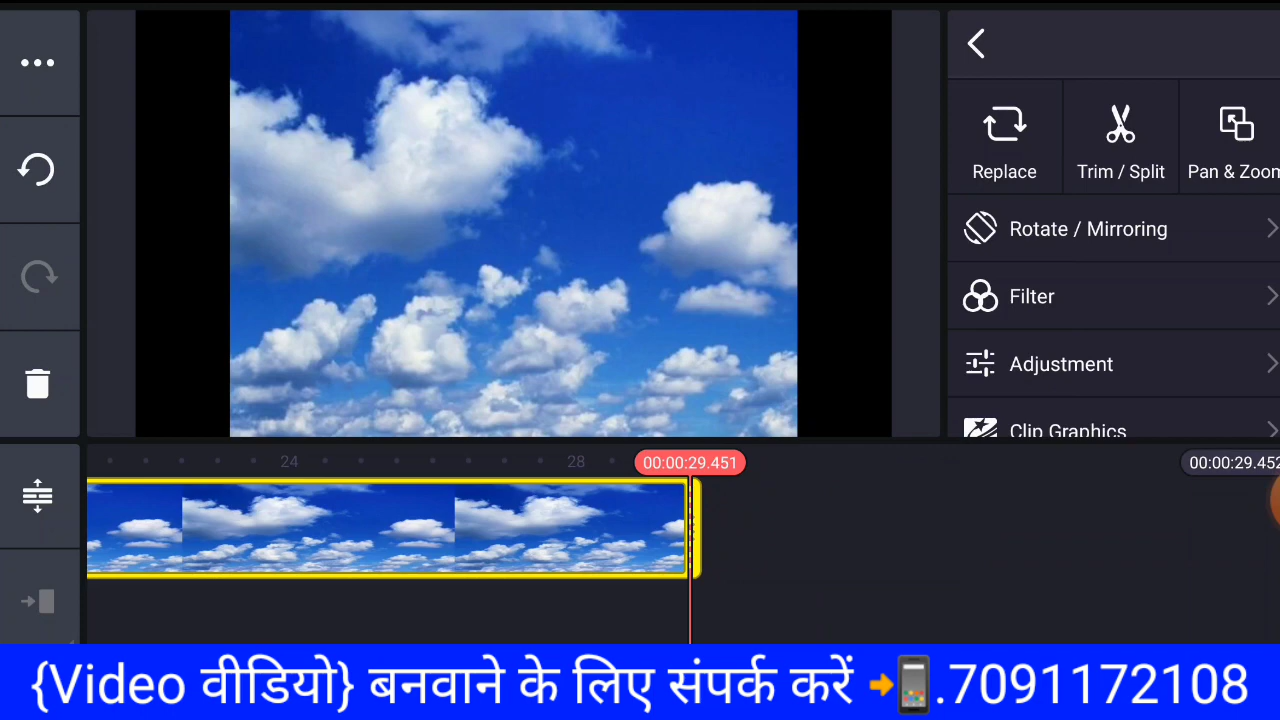 Replace
Trim / Split
Pan & Zoom
Rotate / Mirroring
Filter
Adjustment
Clip Graphics
24
28
00:00:29.451
00:00:29.452
{Video वीडियो} बनवाने के लिए संपर्क करें .7091172108